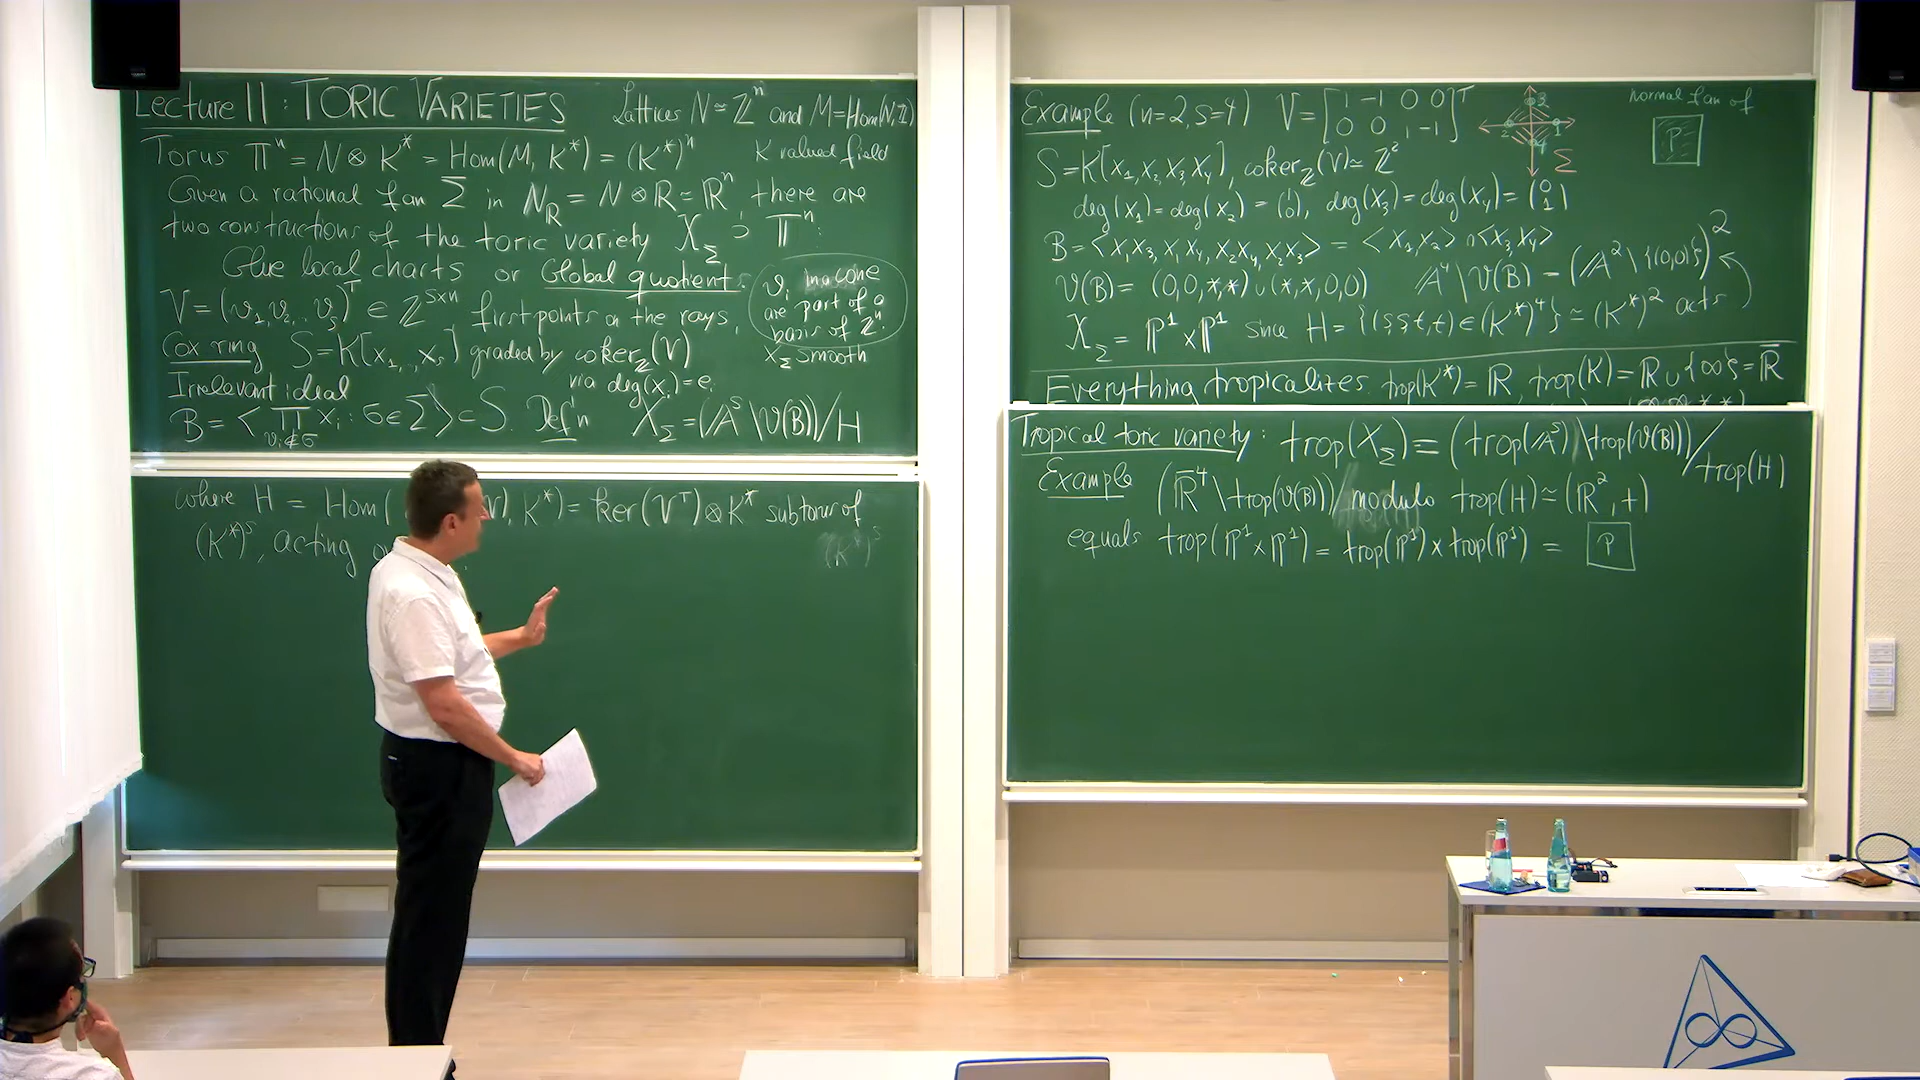 Lecture 11: TORIC VARIETIES Lattices N ≃ ℤⁿ and M=Hom(N,ℤ)
Torus 𝕋ⁿ = N ⊗ K* = Hom(M, K*) = (K*)ⁿ K valued field
Given a rational fan Σ in N_ℝ = N ⊗ ℝ ≃ ℝⁿ there are
two constructions of the toric variety X_Σ ⊃ 𝕋ⁿ:
Glue local charts or Global quotient.
V = (v₁, v₂, .. vₛ)ᵀ ∈ ℤ^{s×n} first points on the rays,
vᵢ in a cone
are part of a
basis of ℤⁿ
X_Σ smooth
Cox ring S=K[x₁,..,xₛ] graded by coker_ℤ(V)
via deg(xᵢ)=eᵢ
Irrelevant ideal
B = < ∏_{vᵢ∉σ} xᵢ : σ∈Σ > ⊂ S. Def'n X_Σ = (𝔸ˢ \ V(B))/H
where H = Hom( V), K*) = ker(Vᵀ)⊗K* subtorus of
(K*)ˢ, acting (K*)ˢ
Example (n=2, s=4) V = [1 -1 0 0
0 0 1 -1]ᵀ
1
2
3
4
Σ
normal fan of
P
S=K[x₁,x₂,x₃,x₄], coker_ℤ(V) ≃ ℤ²
deg(x₁)=deg(x₂) = (1 0), deg(x₃)=deg(x₄)=(0 1)
B = <x₁x₃, x₁x₄, x₂x₄, x₂x₃> = <x₁,x₂> ∩ <x₃,x₄>
V(B) = (0,0,*,*) ∪ (*,*,0,0) 𝔸⁴\V(B) = (𝔸² \ {(0,0)})²
X_Σ = ℙ¹ × ℙ¹ since H = {(s,s,t,t) ∈ (K*)⁴} ≃ (K*)² acts
Everything tropicalizes. trop(K*) = ℝ, trop(K) = ℝ ∪ {∞} = ℝ̄
Tropical toric variety: trop(X_Σ) = (trop(𝔸ˢ) \ trop(V(B)))/trop(H)
Example (ℝ̄⁴ \ trop(V(B))) modulo trop(H) ≃ (ℝ²,+)
equals trop(ℙ¹×ℙ¹) = trop(ℙ¹) × trop(ℙ¹) = P